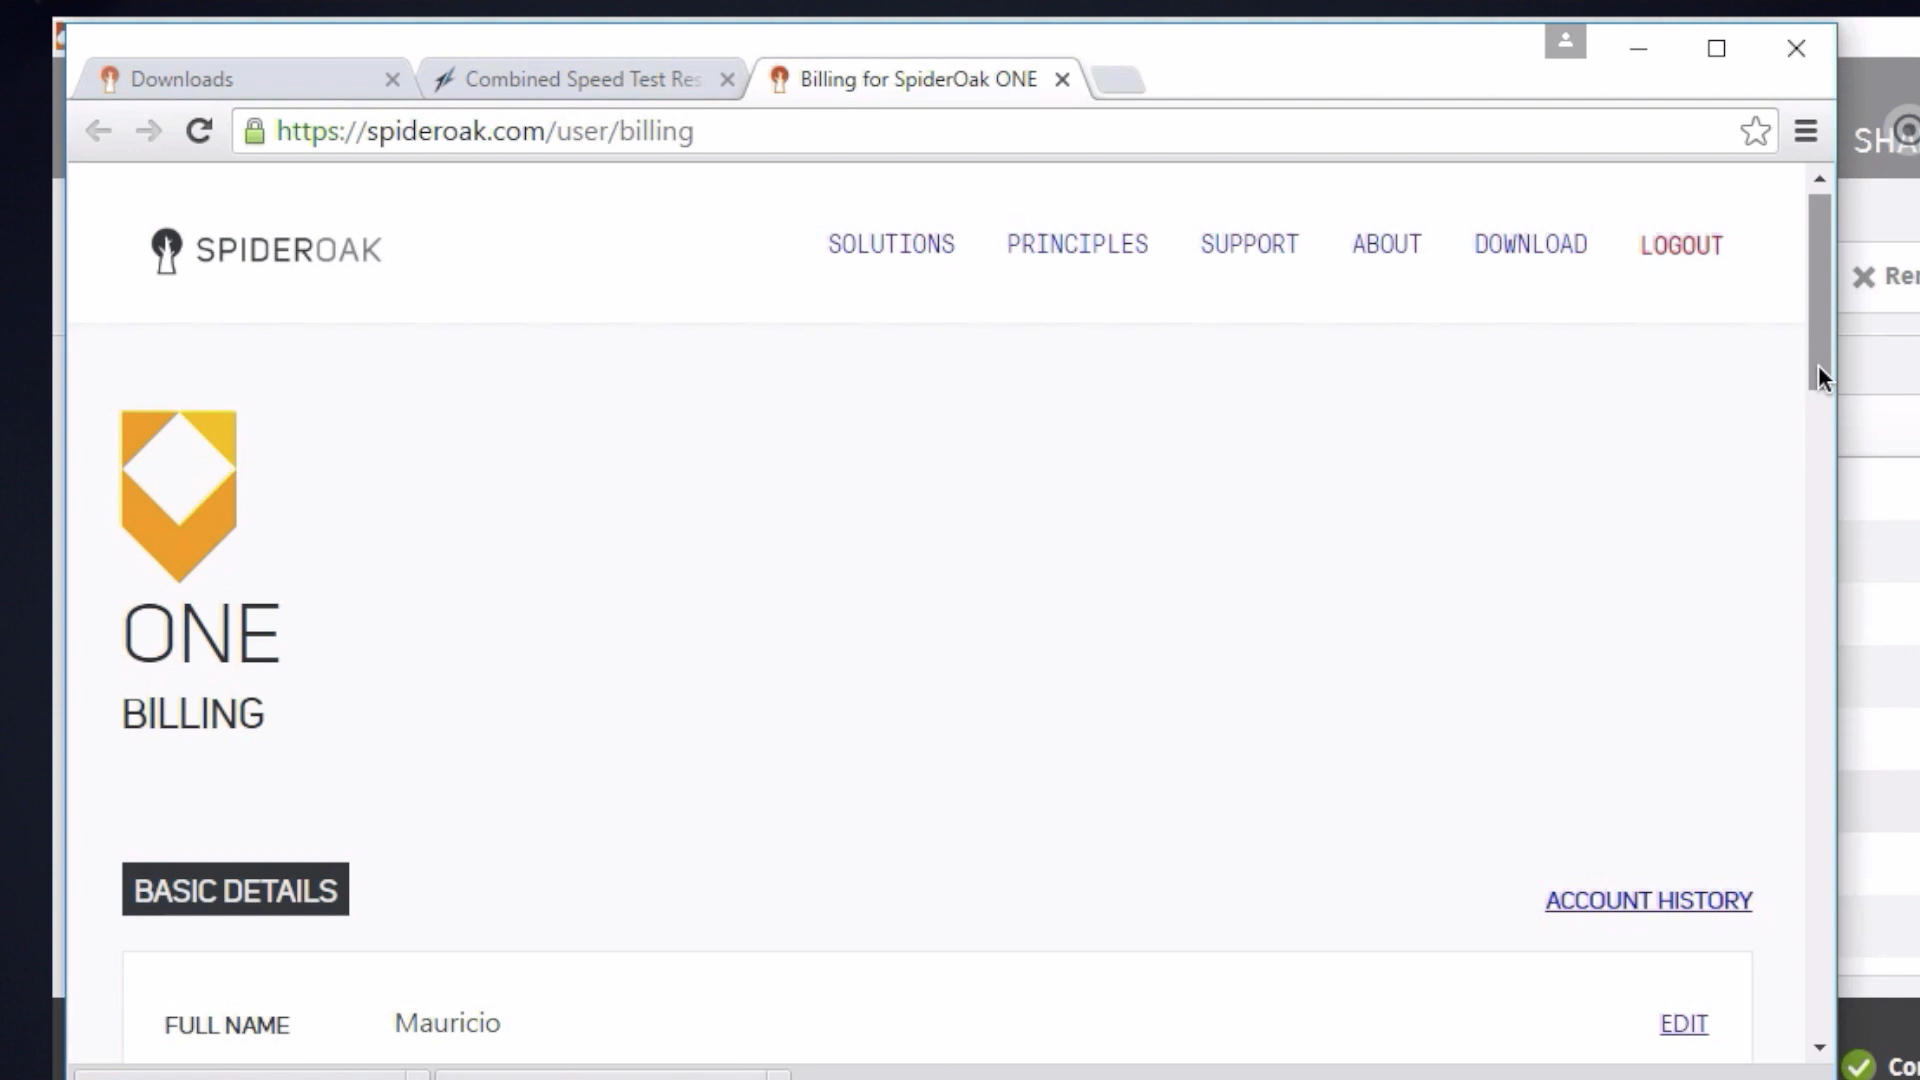 Downloads
Combined Speed Test Res
Billing for SpiderOak ONE
https://spideroak.com/user/billing
SPIDEROAK
SOLUTIONS
PRINCIPLES
SUPPORT
ABOUT
DOWNLOAD
LOGOUT
ONE
BILLING
BASIC DETAILS
ACCOUNT HISTORY
FULL NAME
Mauricio
EDIT